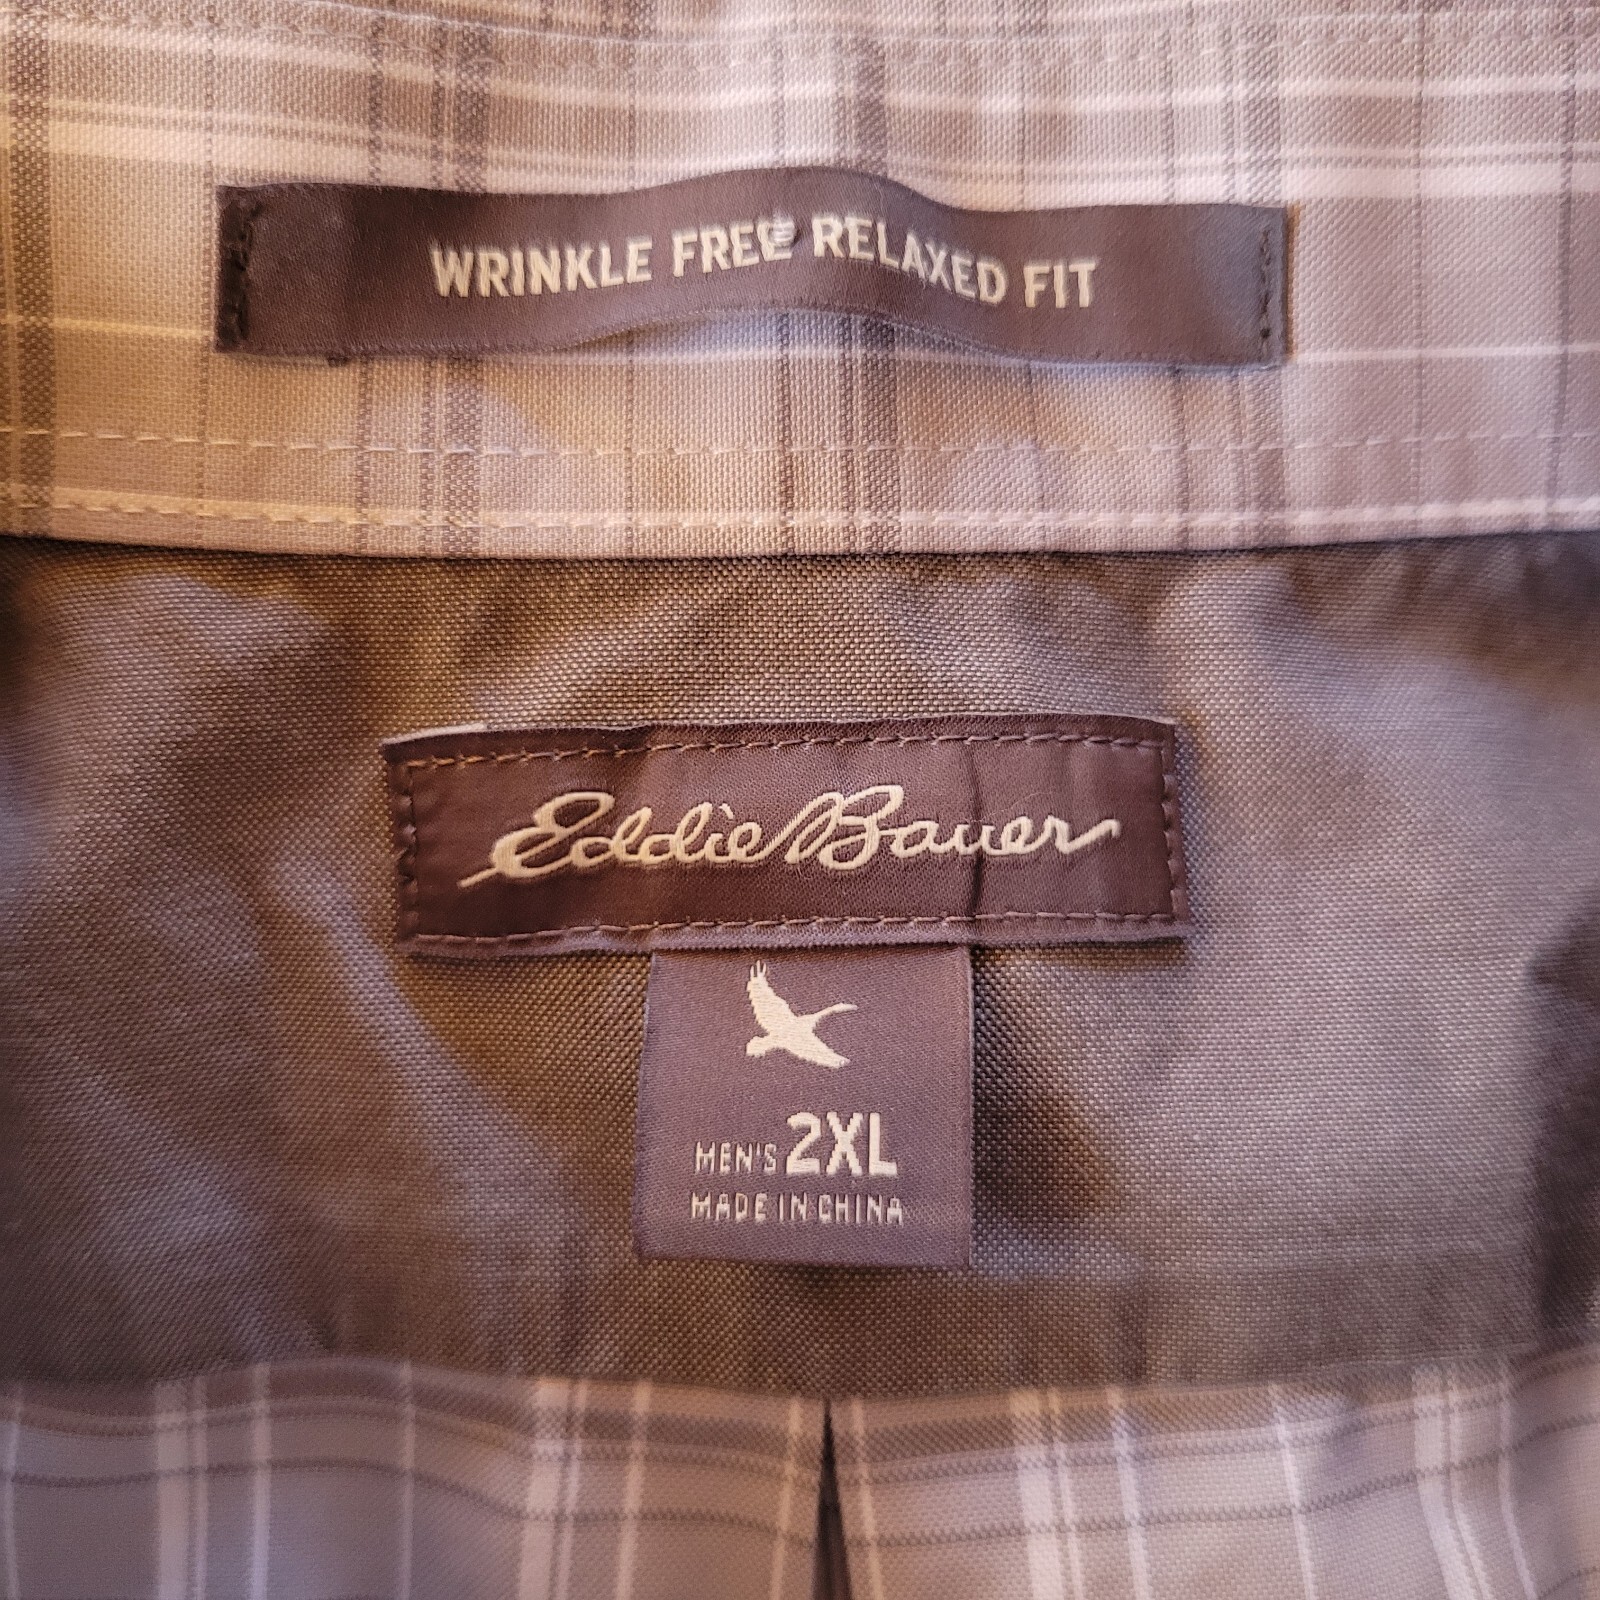 WRINKLE FREE RELAXED FIT
Eddie Bauer
MEN'S 2XL
MADE IN CHINA